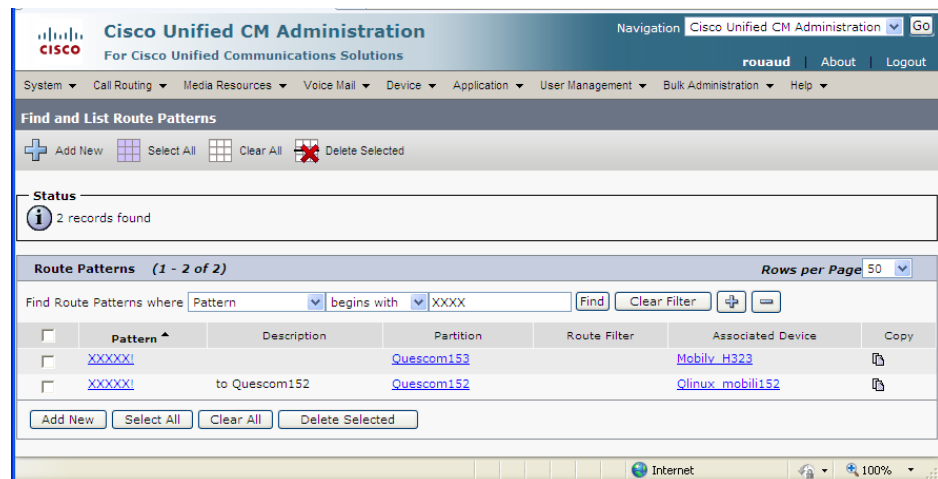 Cisco Unified CM Administration
For Cisco Unified Communications Solutions
CISCO
Navigation Cisco Unified CM Administration Go
rouaud | About | Logout
System Call Routing Media Resources Voice Mail Device Application User Management Bulk Administration Help
Find and List Route Patterns
Add New Select All Clear All Delete Selected
Status
2 records found
Route Patterns (1 - 2 of 2) Rows per Page 50
Find Route Patterns where Pattern begins with XXXX Find Clear Filter
Pattern Description Partition Route Filter Associated Device Copy
XXXXX! Quescom153 Mobily_H323
XXXXX! to Quescom152 Quescom152 Qlinux_mobili152
Add New Select All Clear All Delete Selected
Internet 100%